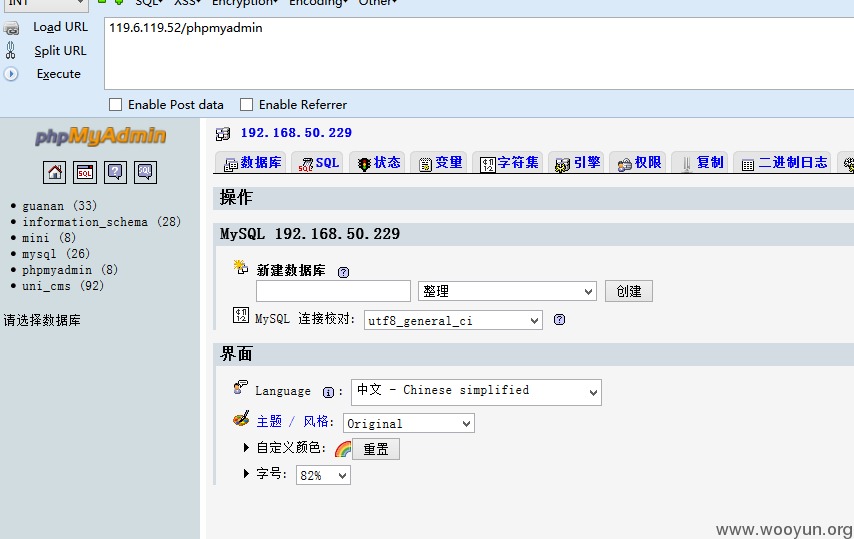 INT SQL▾ XSS▾ Encryption▾ Encoding▾ Other▾
Load URL
Split URL
Execute
119.6.119.52/phpmyadmin
Enable Post data Enable Referrer
phpMyAdmin
SQL
guanan (33)
information_schema (28)
mini (8)
mysql (26)
phpmyadmin (8)
uni_cms (92)
请选择数据库
192.168.50.229
数据库 SQL 状态 变量 字符集 引擎 权限 复制 二进制日志
操作
MySQL 192.168.50.229
新建数据库
整理 创建
MySQL 连接校对: utf8_general_ci
界面
Language : 中文 - Chinese simplified
主题 / 风格: Original
自定义颜色: 重置
字号: 82%
www.wooyun.org